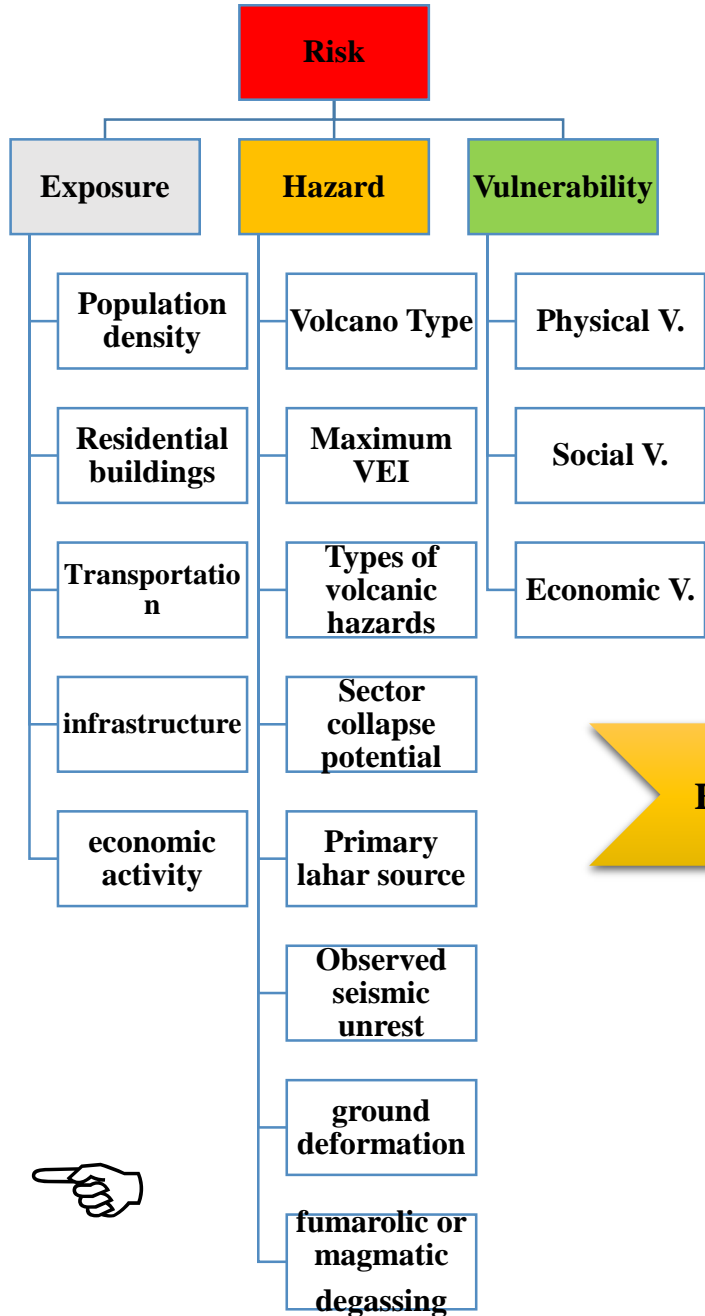 Risk
Exposure
Hazard
Vulnerability
Population
density
Residential
buildings
Transportatio
n
infrastructure
economic
activity
Volcano Type
Maximum
VEI
Types of
volcanic
hazards
Sector
collapse
potential
Primary
lahar source
Observed
seismic
unrest
ground
deformation
fumarolic or
magmatic
degassing
Physical V.
Social V.
Economic V.